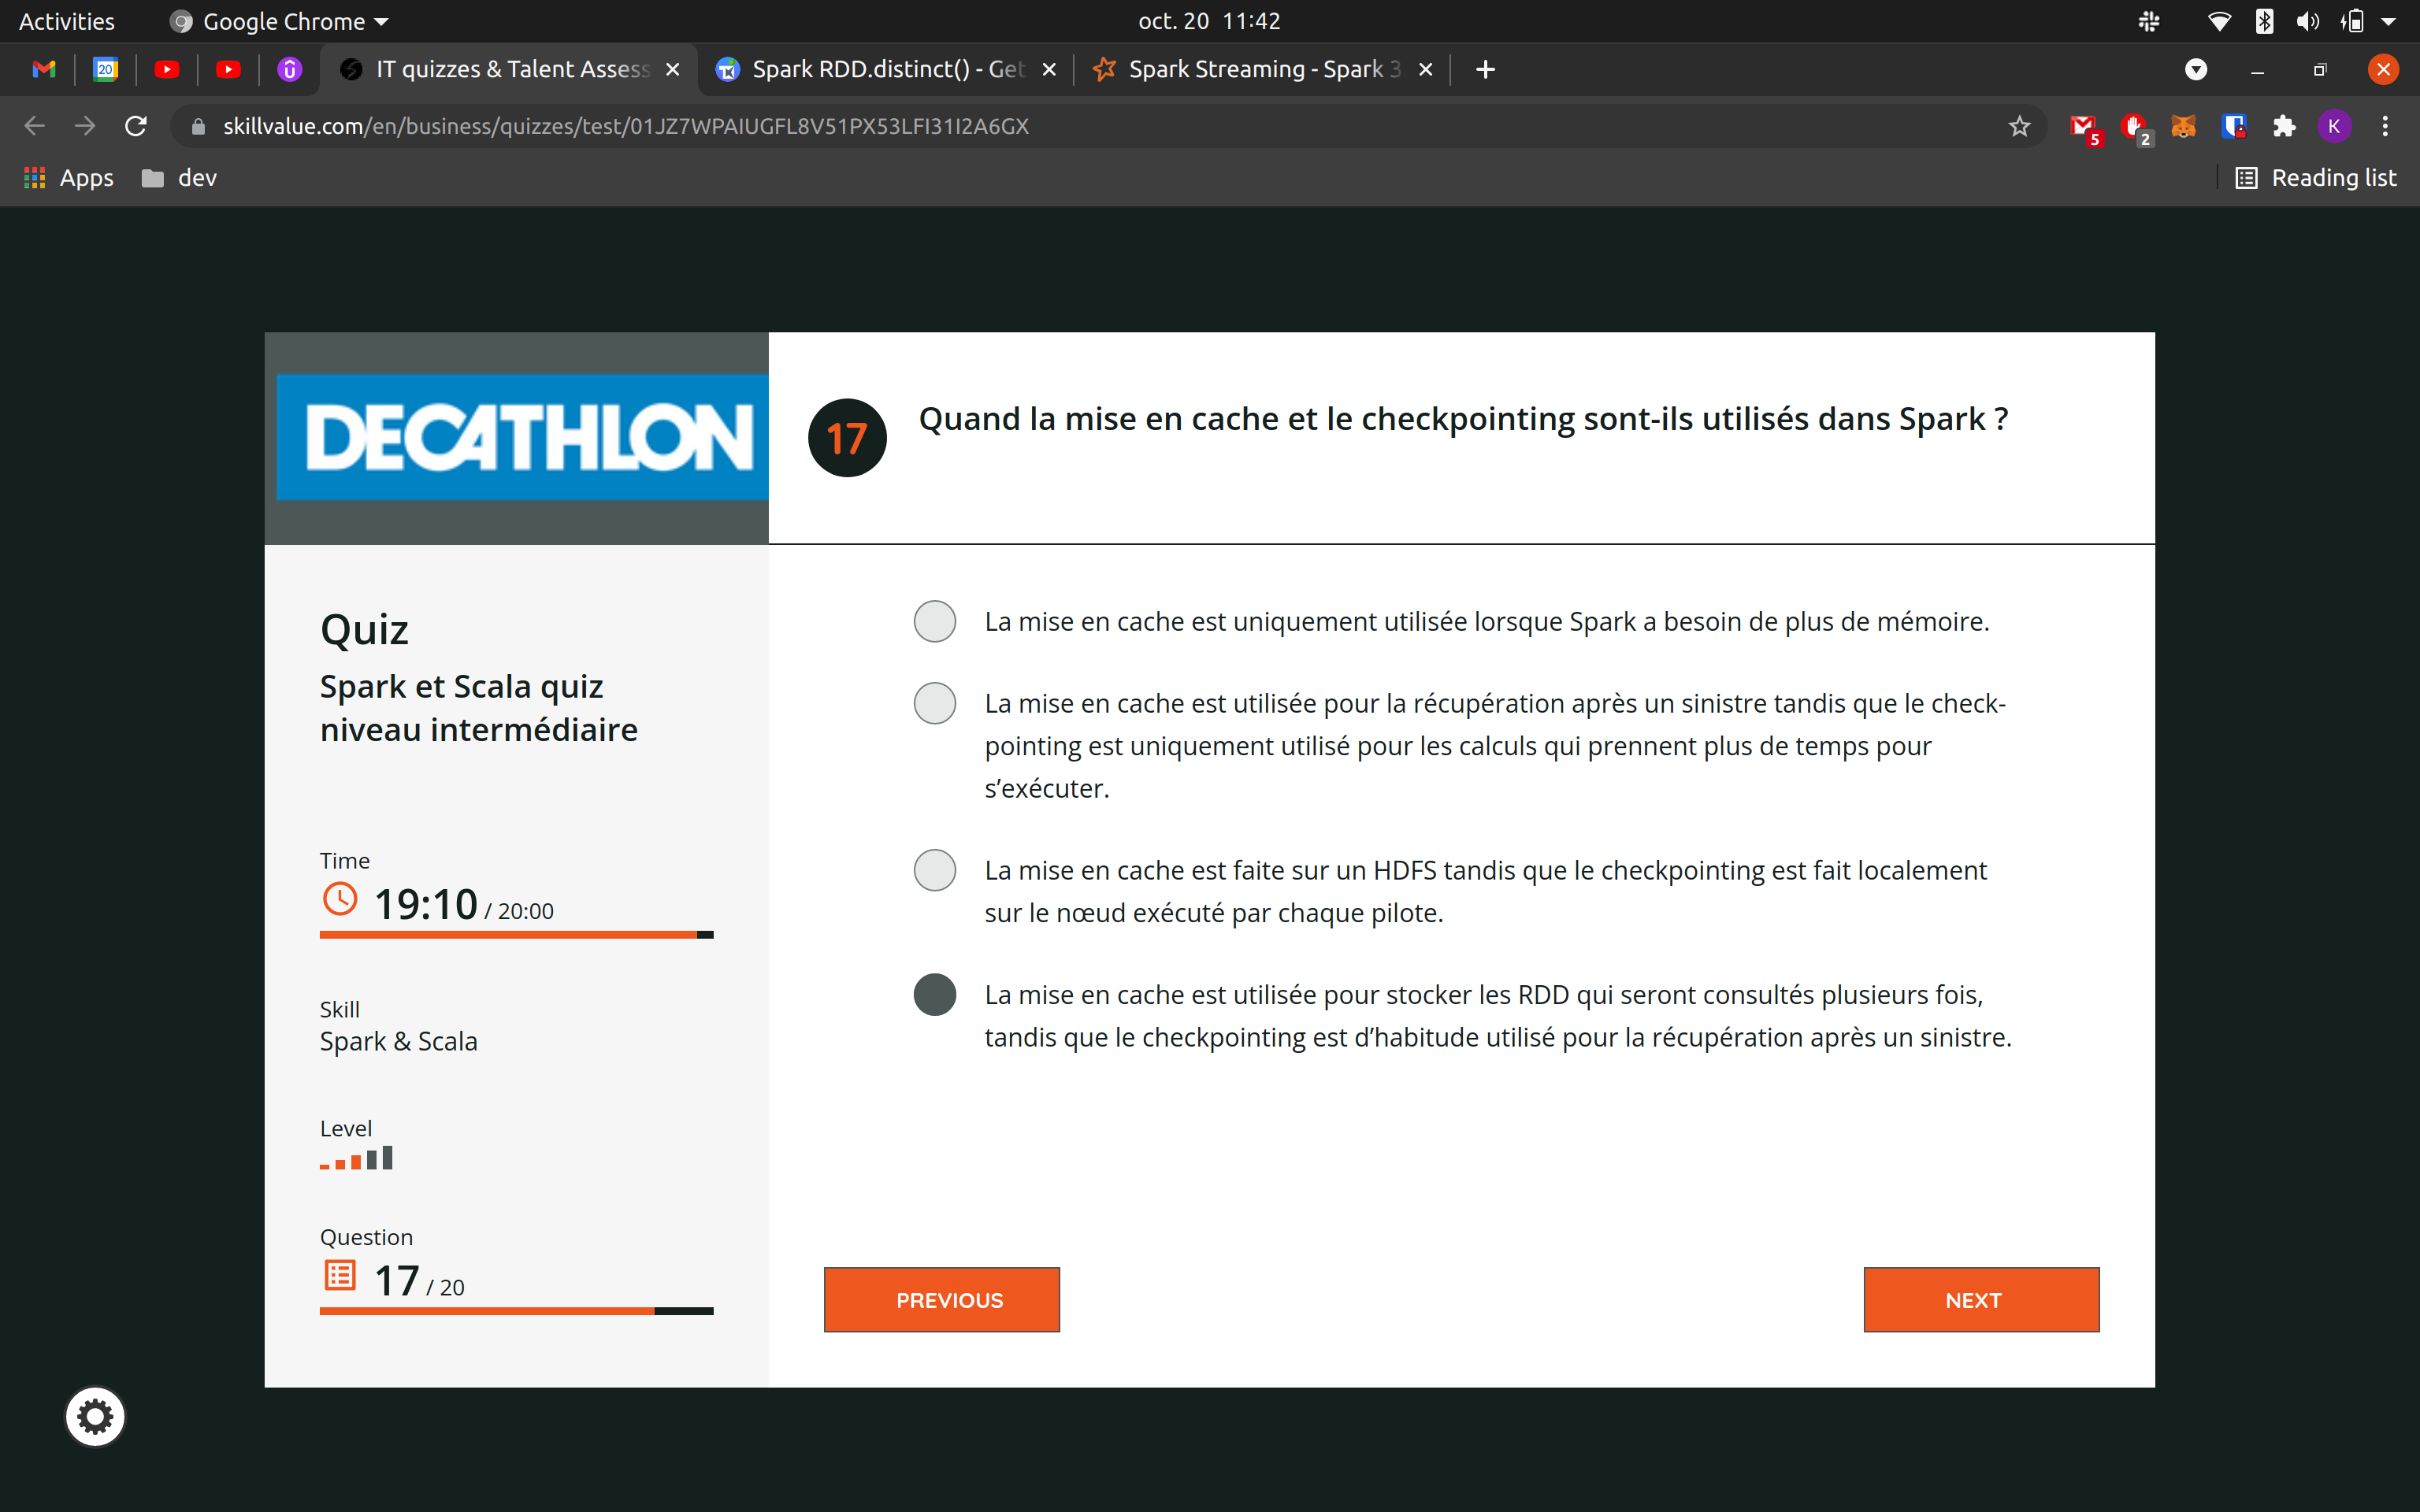 Activities
Google Chrome
oct. 20 11:42
20
IT quizzes & Talent Assess
Spark RDD.distinct() - Get
Spark Streaming - Spark 3
skillvalue.com/en/business/quizzes/test/01JZ7WPAIUGFL8V51PX53LFI31I2A6GX
5
2
K
Apps
dev
Reading list
DECATHLON
17
Quand la mise en cache et le checkpointing sont-ils utilisés dans Spark ?
Quiz
Spark et Scala quiz
niveau intermédiaire
Time
19:10 / 20:00
Skill
Spark & Scala
Level
Question
17 / 20
La mise en cache est uniquement utilisée lorsque Spark a besoin de plus de mémoire.
La mise en cache est utilisée pour la récupération après un sinistre tandis que le check-
pointing est uniquement utilisé pour les calculs qui prennent plus de temps pour
s’exécuter.
La mise en cache est faite sur un HDFS tandis que le checkpointing est fait localement
sur le nœud exécuté par chaque pilote.
La mise en cache est utilisée pour stocker les RDD qui seront consultés plusieurs fois,
tandis que le checkpointing est d’habitude utilisé pour la récupération après un sinistre.
PREVIOUS
NEXT